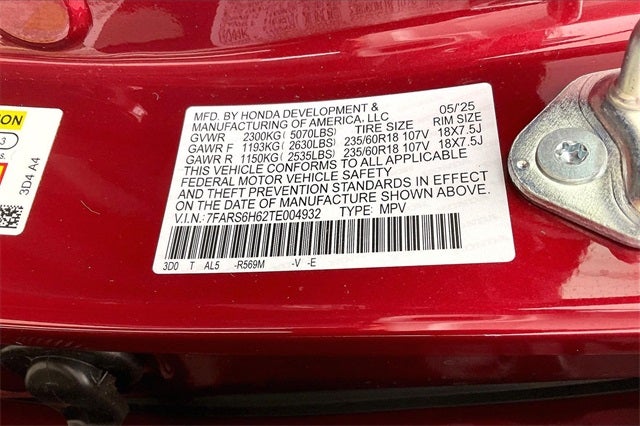 MFD. BY HONDA DEVELOPMENT &
MANUFACTURING OF AMERICA, LLC 05/'25
GVWR 2300KG( 5070LBS) TIRE SIZE RIM SIZE
GAWR F 1193KG( 2630LBS) 235/60R18 107V 18X7.5J
GAWR R 1150KG( 2535LBS) 235/60R18 107V 18X7.5J
THIS VEHICLE CONFORMS TO ALL APPLICABLE
FEDERAL MOTOR VEHICLE SAFETY
AND THEFT PREVENTION STANDARDS IN EFFECT
ON THE DATE OF MANUFACTURE SHOWN ABOVE.
V.I.N.: 7FARS6H62TE004932 TYPE: MPV
3D0 T AL5 -R569M -V -E
3D4 A4
3